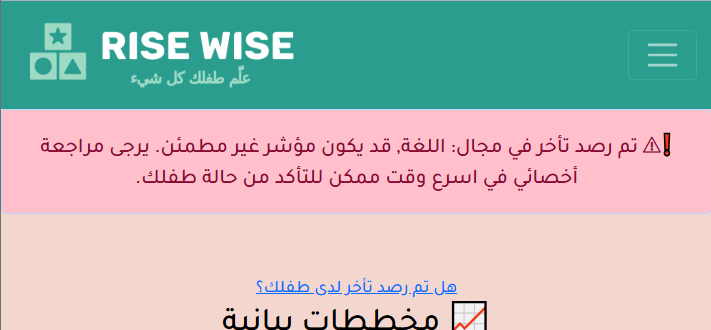 RISE WISE
علّم طفلك كل شيء
❗⚠ تم رصد تأخر في مجال: اللغة, قد يكون مؤشر غير مطمئن. يرجى مراجعة
أخصائي في اسرع وقت ممكن للتأكد من حالة طفلك.
هل تم رصد تأخر لدى طفلك؟
📈 مخططات بيانية